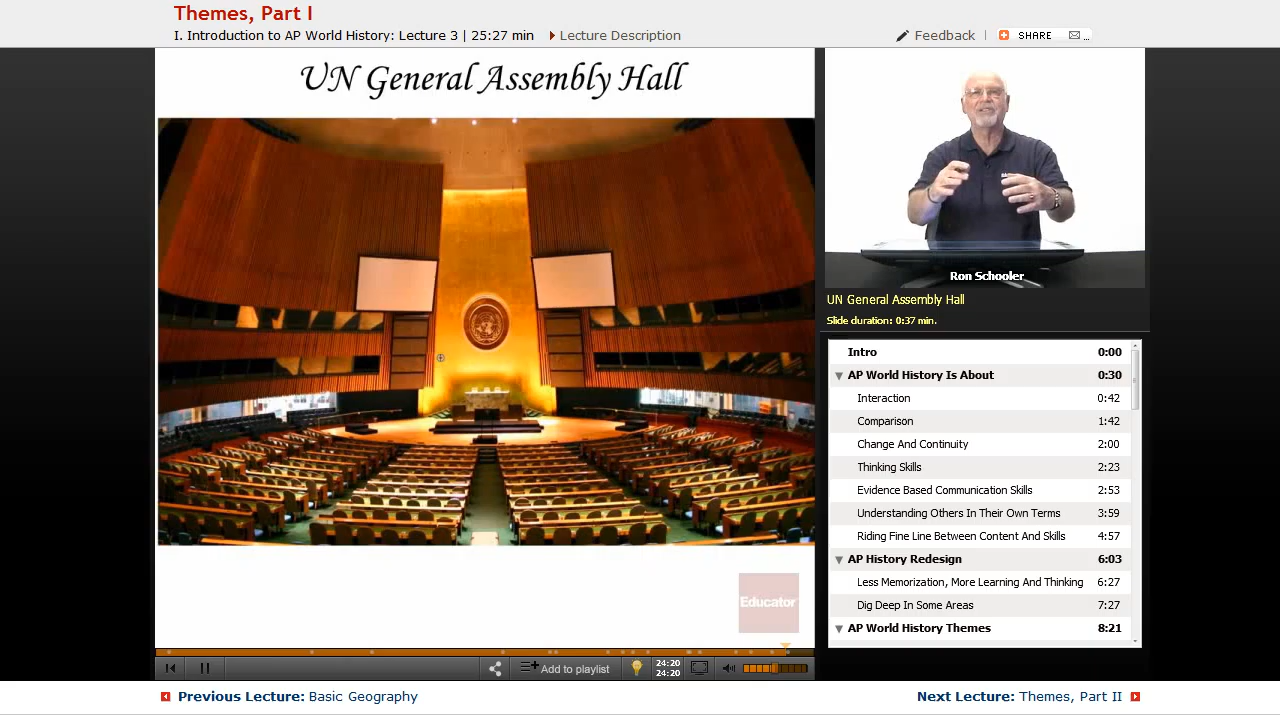 Themes, Part I
I. Introduction to AP World History: Lecture 3 | 25:27 min Lecture Description
Feedback | SHARE ...
UN General Assembly Hall
Ron Schooler
UN General Assembly Hall
Slide duration: 0:37 min.
Intro 0:00
AP World History Is About 0:30
Interaction 0:42
Comparison 1:42
Change And Continuity 2:00
Thinking Skills 2:23
Evidence Based Communication Skills 2:53
Understanding Others In Their Own Terms 3:59
Riding Fine Line Between Content And Skills 4:57
AP History Redesign 6:03
Less Memorization, More Learning And Thinking 6:27
Dig Deep In Some Areas 7:27
AP World History Themes 8:21
Educator
Add to playlist
24:20
24:20
Previous Lecture: Basic Geography
Next Lecture: Themes, Part II